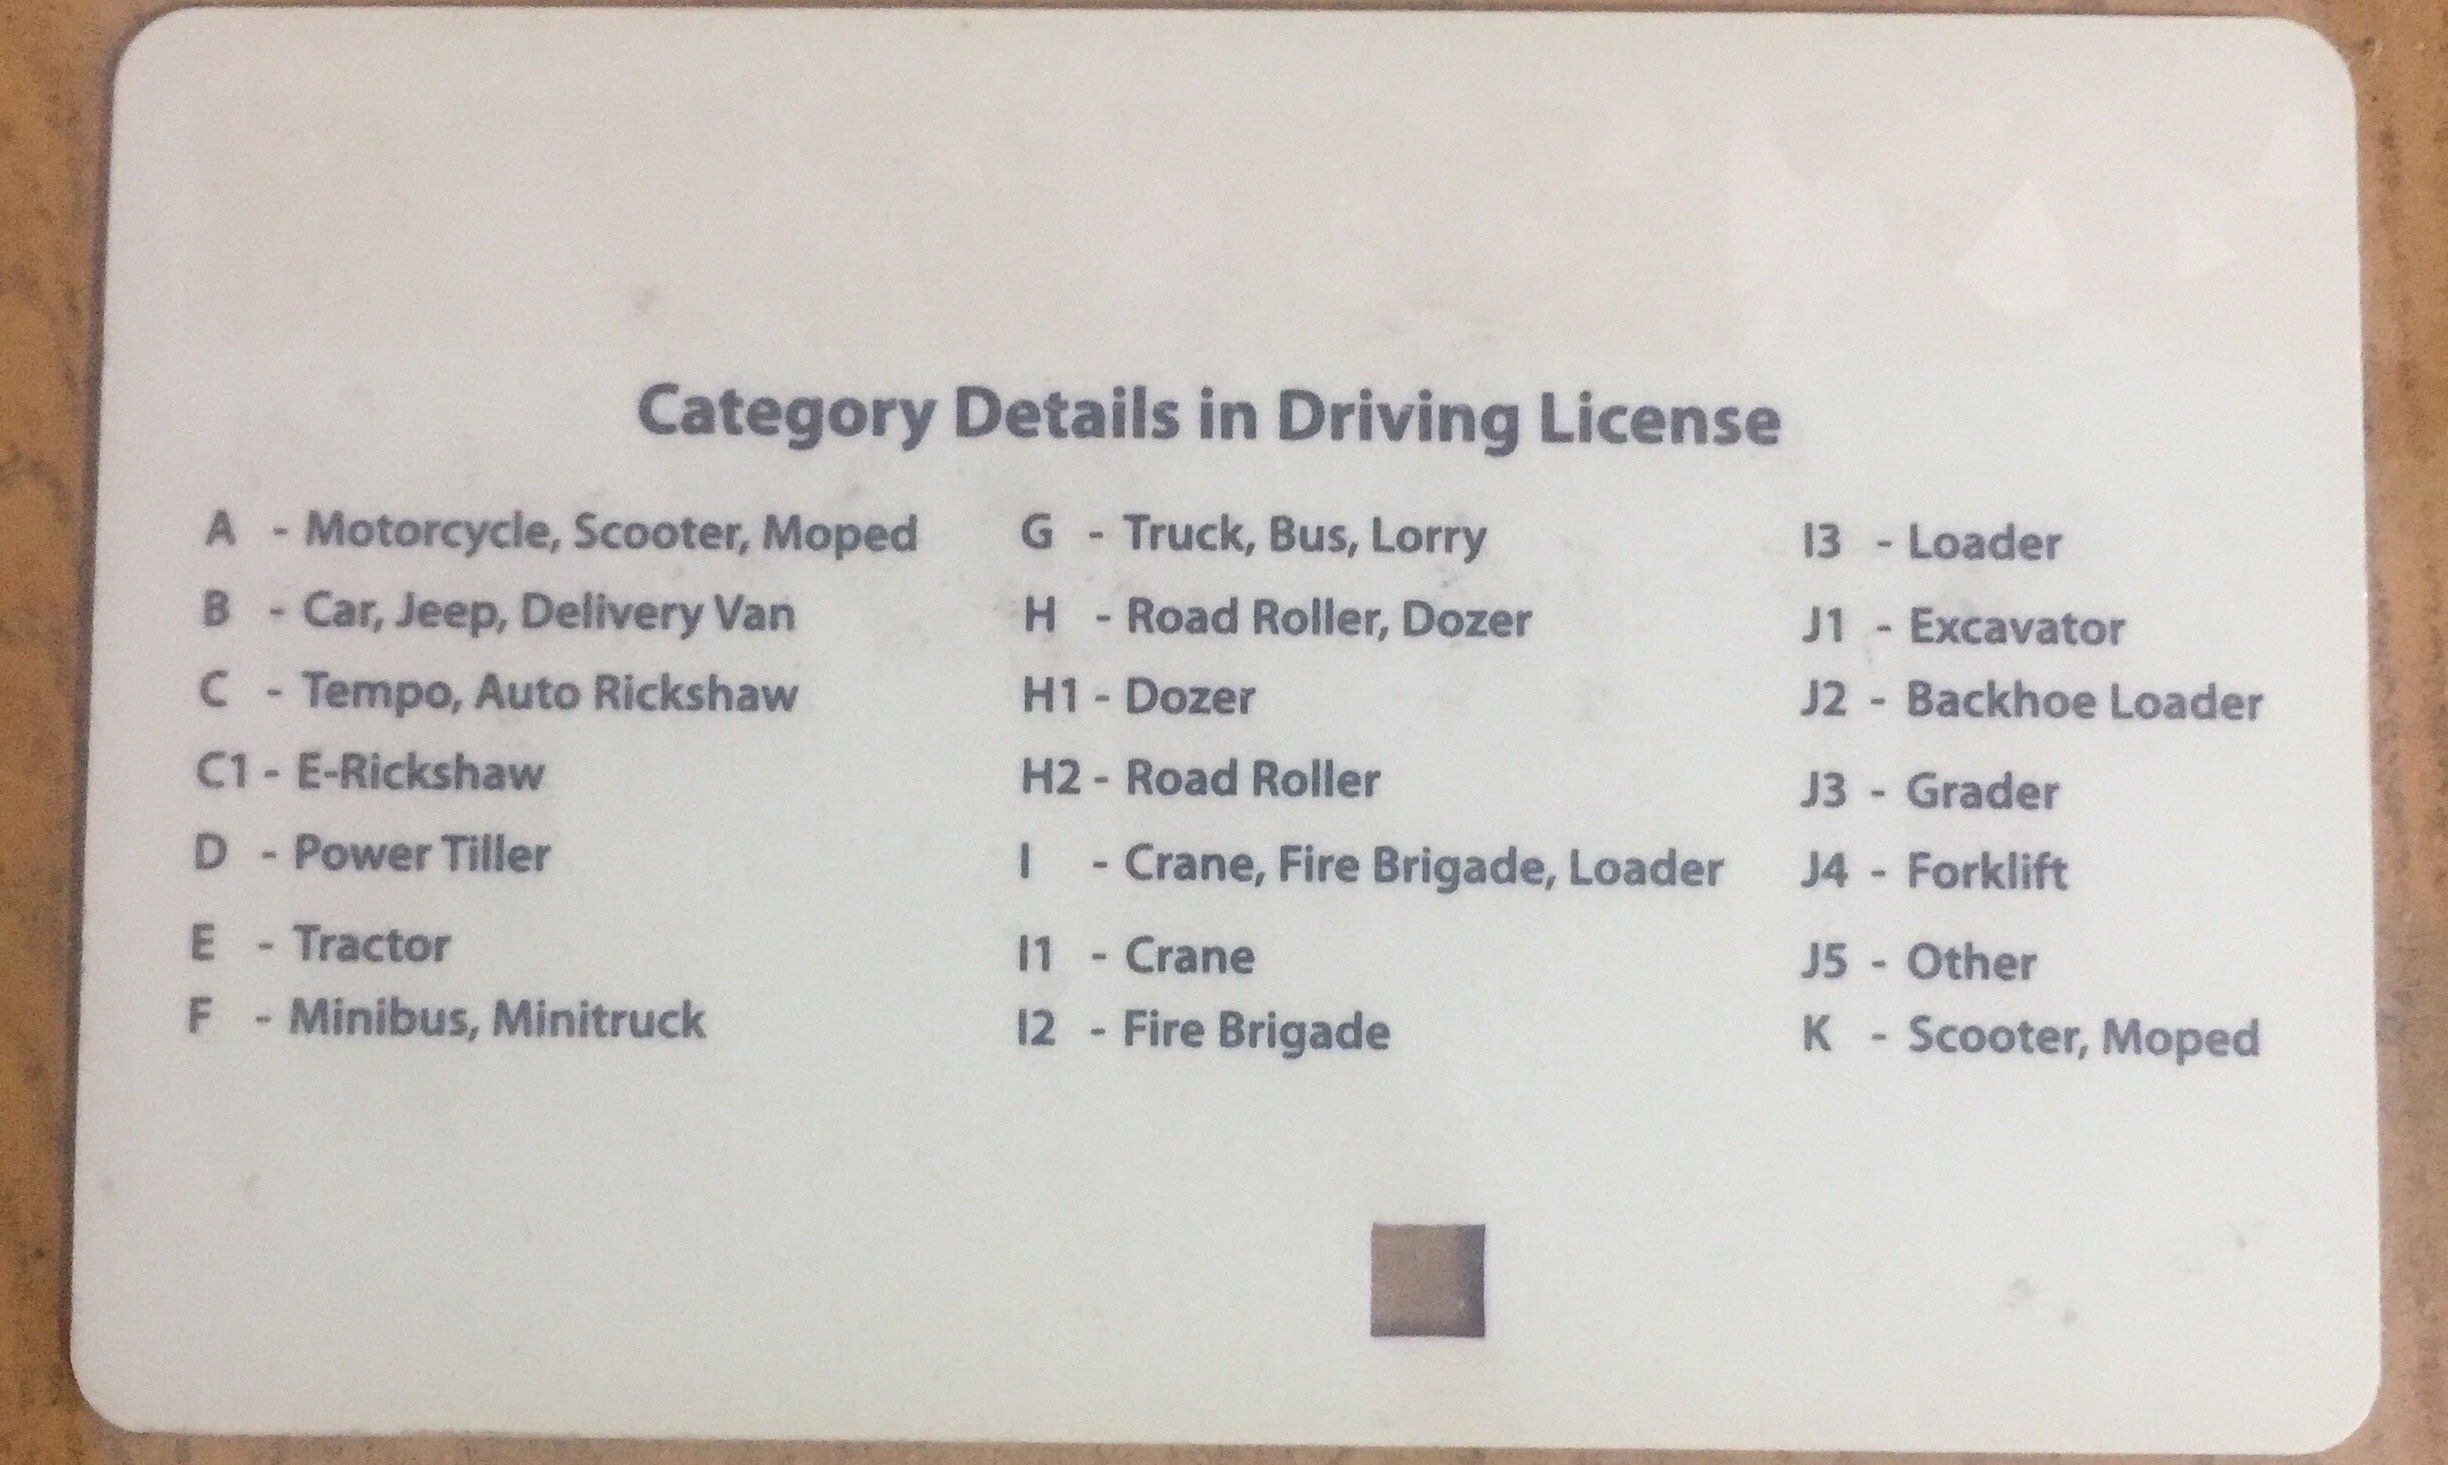 Category Details in Driving License
A - Motorcycle, Scooter, Moped
B - Car, Jeep, Delivery Van
C - Tempo, Auto Rickshaw
C1 - E-Rickshaw
D - Power Tiller
E - Tractor
F - Minibus, Minitruck
G - Truck, Bus, Lorry
H - Road Roller, Dozer
H1 - Dozer
H2 - Road Roller
I - Crane, Fire Brigade, Loader
I1 - Crane
I2 - Fire Brigade
I3 - Loader
J1 - Excavator
J2 - Backhoe Loader
J3 - Grader
J4 - Forklift
J5 - Other
K - Scooter, Moped